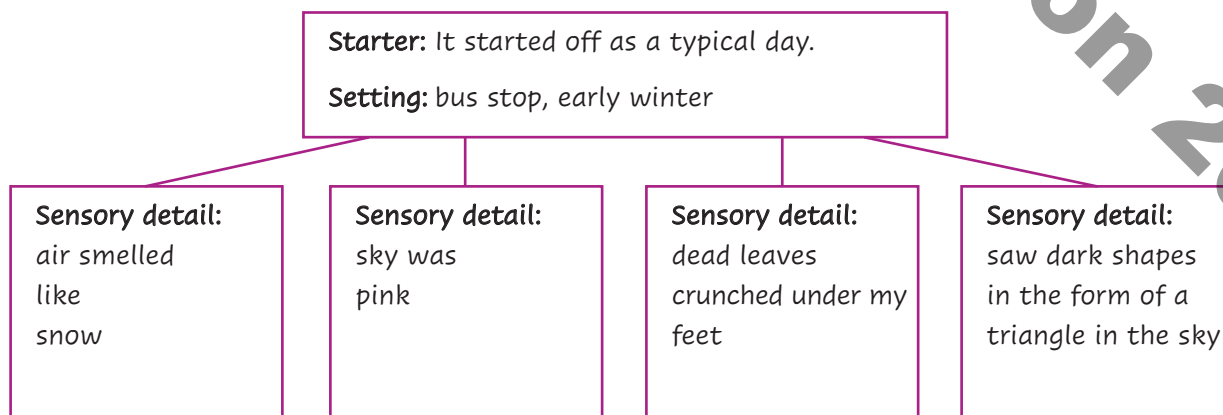 Starter: It started off as a typical day.
Setting: bus stop, early winter
Sensory detail:
air smelled
like
snow
Sensory detail:
sky was
pink
Sensory detail:
dead leaves
crunched under my
feet
Sensory detail:
saw dark shapes
in the form of a
triangle in the sky